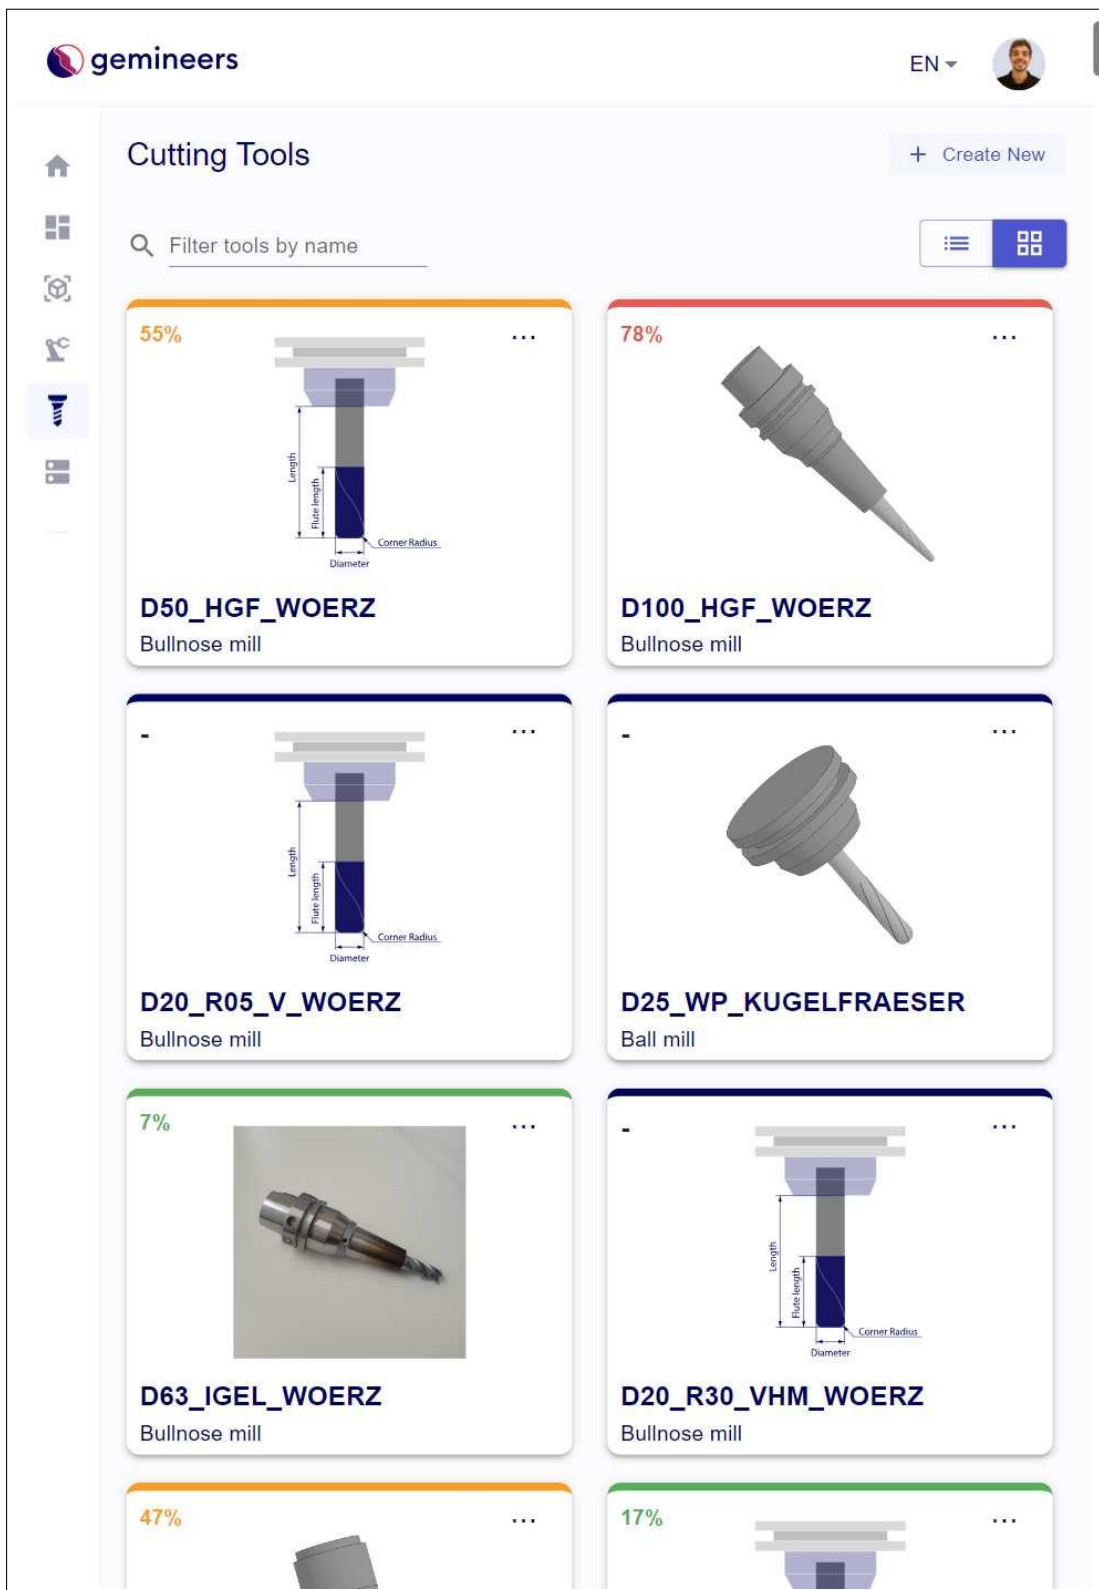 gemineers
EN
Cutting Tools
+ Create New
Filter tools by name
55%
...
Length
Flute length
Corner Radius
Diameter
D50_HGF_WOERZ
Bullnose mill
78%
...
D100_HGF_WOERZ
Bullnose mill
-
...
Length
Flute length
Corner Radius
Diameter
D20_R05_V_WOERZ
Bullnose mill
-
...
D25_WP_KUGELFRAESER
Ball mill
7%
...
D63_IGEL_WOERZ
Bullnose mill
-
...
Length
Flute length
Corner Radius
Diameter
D20_R30_VHM_WOERZ
Bullnose mill
47%
...
17%
...